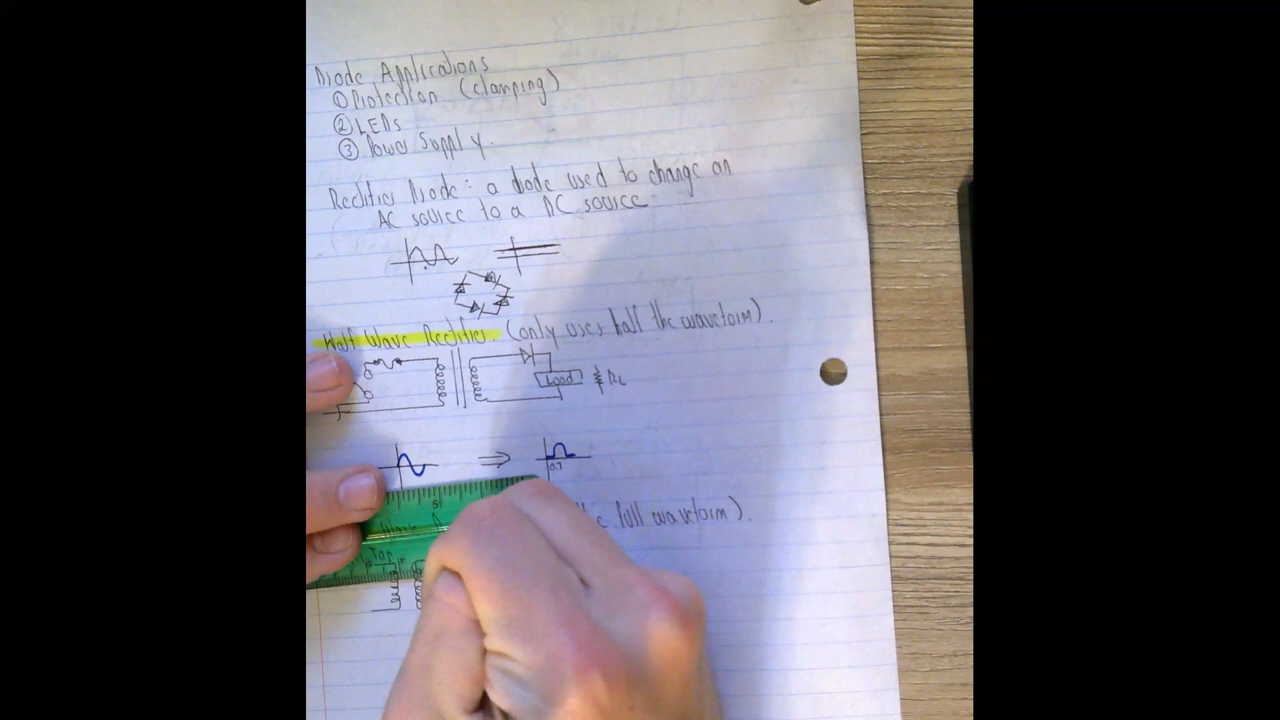 Diode Applications
① Protection (clamping)
② LEDs
③ Power Supply.
Rectifier Diode: a diode used to change an
AC source to a DC source
Half Wave Rectifier. (only uses half the waveform).
Load RL
0.7
full waveform).
Tap